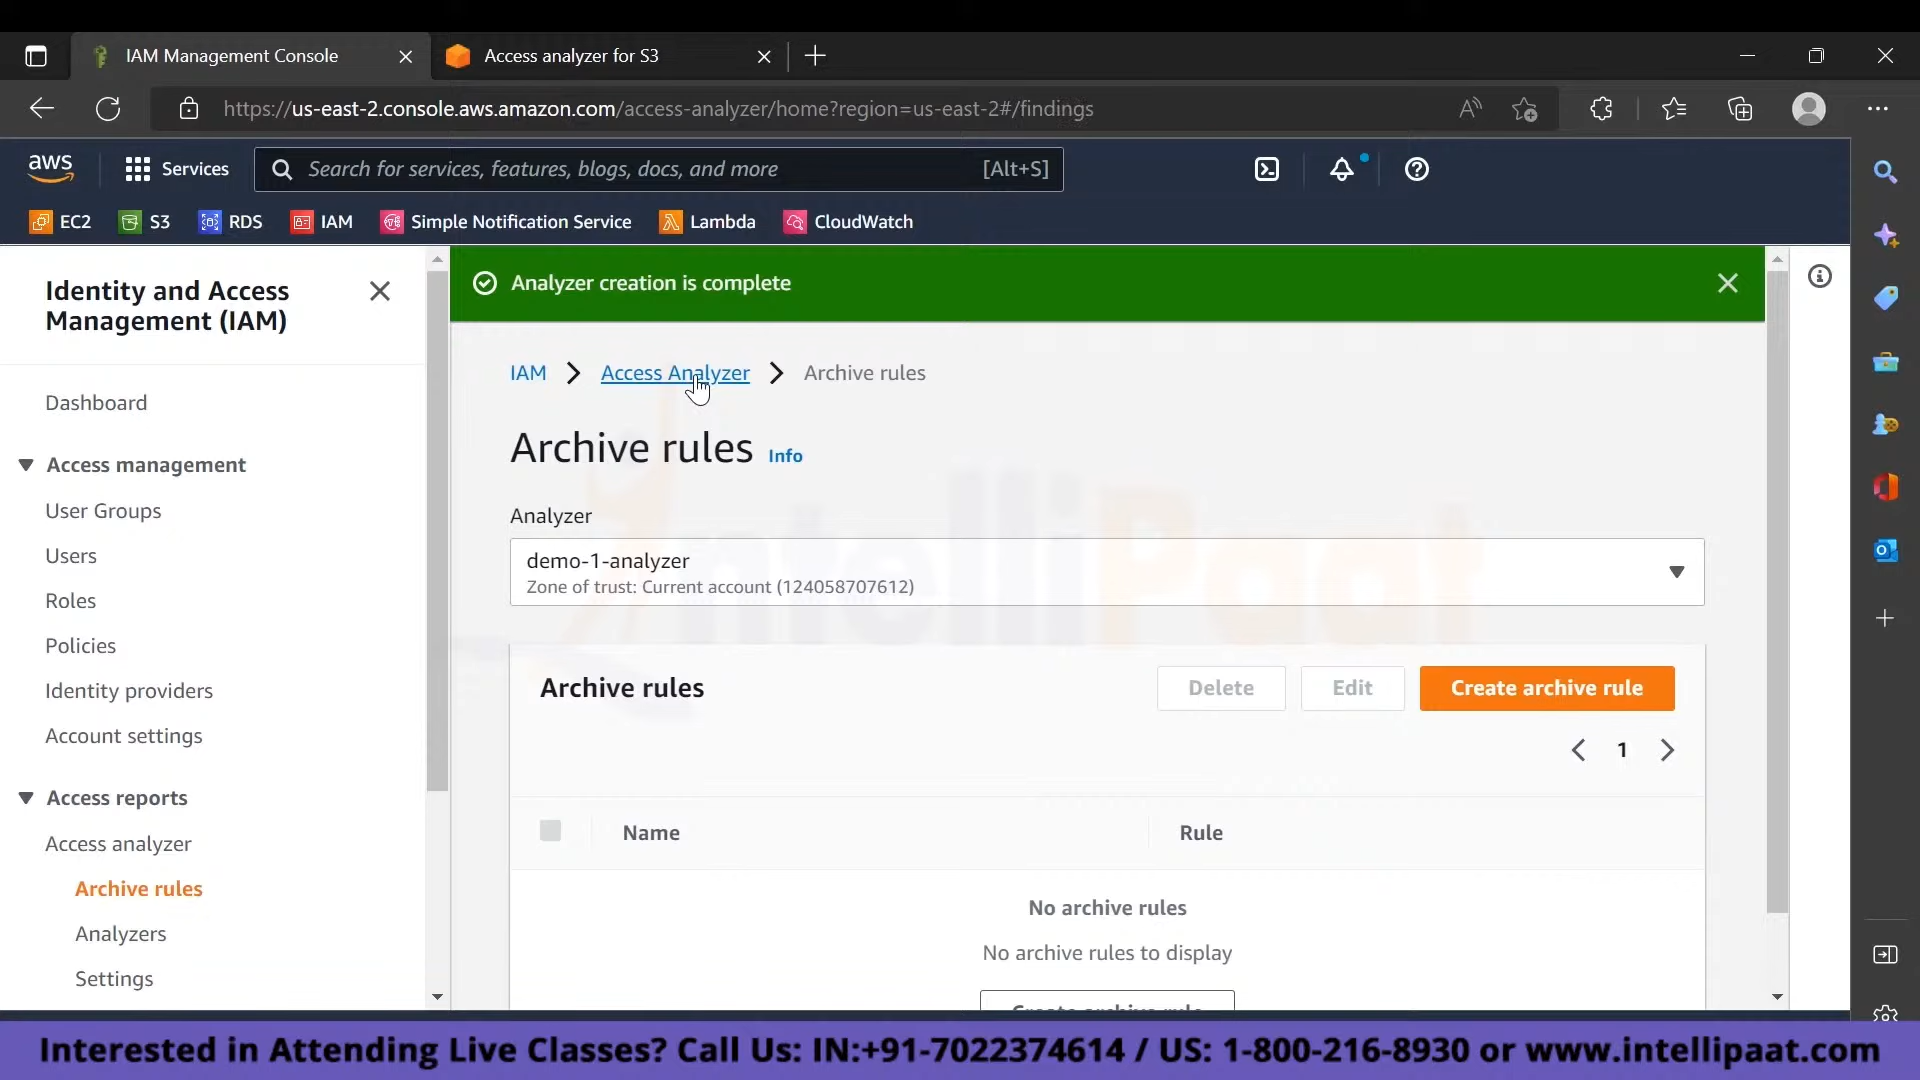 IAM Management Console
Access analyzer for S3
https://us-east-2.console.aws.amazon.com/access-analyzer/home?region=us-east-2#/findings
aws
Services
Search for services, features, blogs, docs, and more
[Alt+S]
EC2
S3
RDS
IAM
Simple Notification Service
Lambda
CloudWatch
Identity and Access
Management (IAM)
Dashboard
Access management
User Groups
Users
Roles
Policies
Identity providers
Account settings
Access reports
Access analyzer
Archive rules
Analyzers
Settings
Analyzer creation is complete
IAM
Access Analyzer
Archive rules
Archive rules Info
Analyzer
demo-1-analyzer
Zone of trust: Current account (124058707612)
IntelliPaat
Archive rules
Delete
Edit
Create archive rule
1
Name
Rule
No archive rules
No archive rules to display
Create archive rule
Interested in Attending Live Classes? Call Us: IN:+91-7022374614 / US: 1-800-216-8930 or www.intellipaat.com